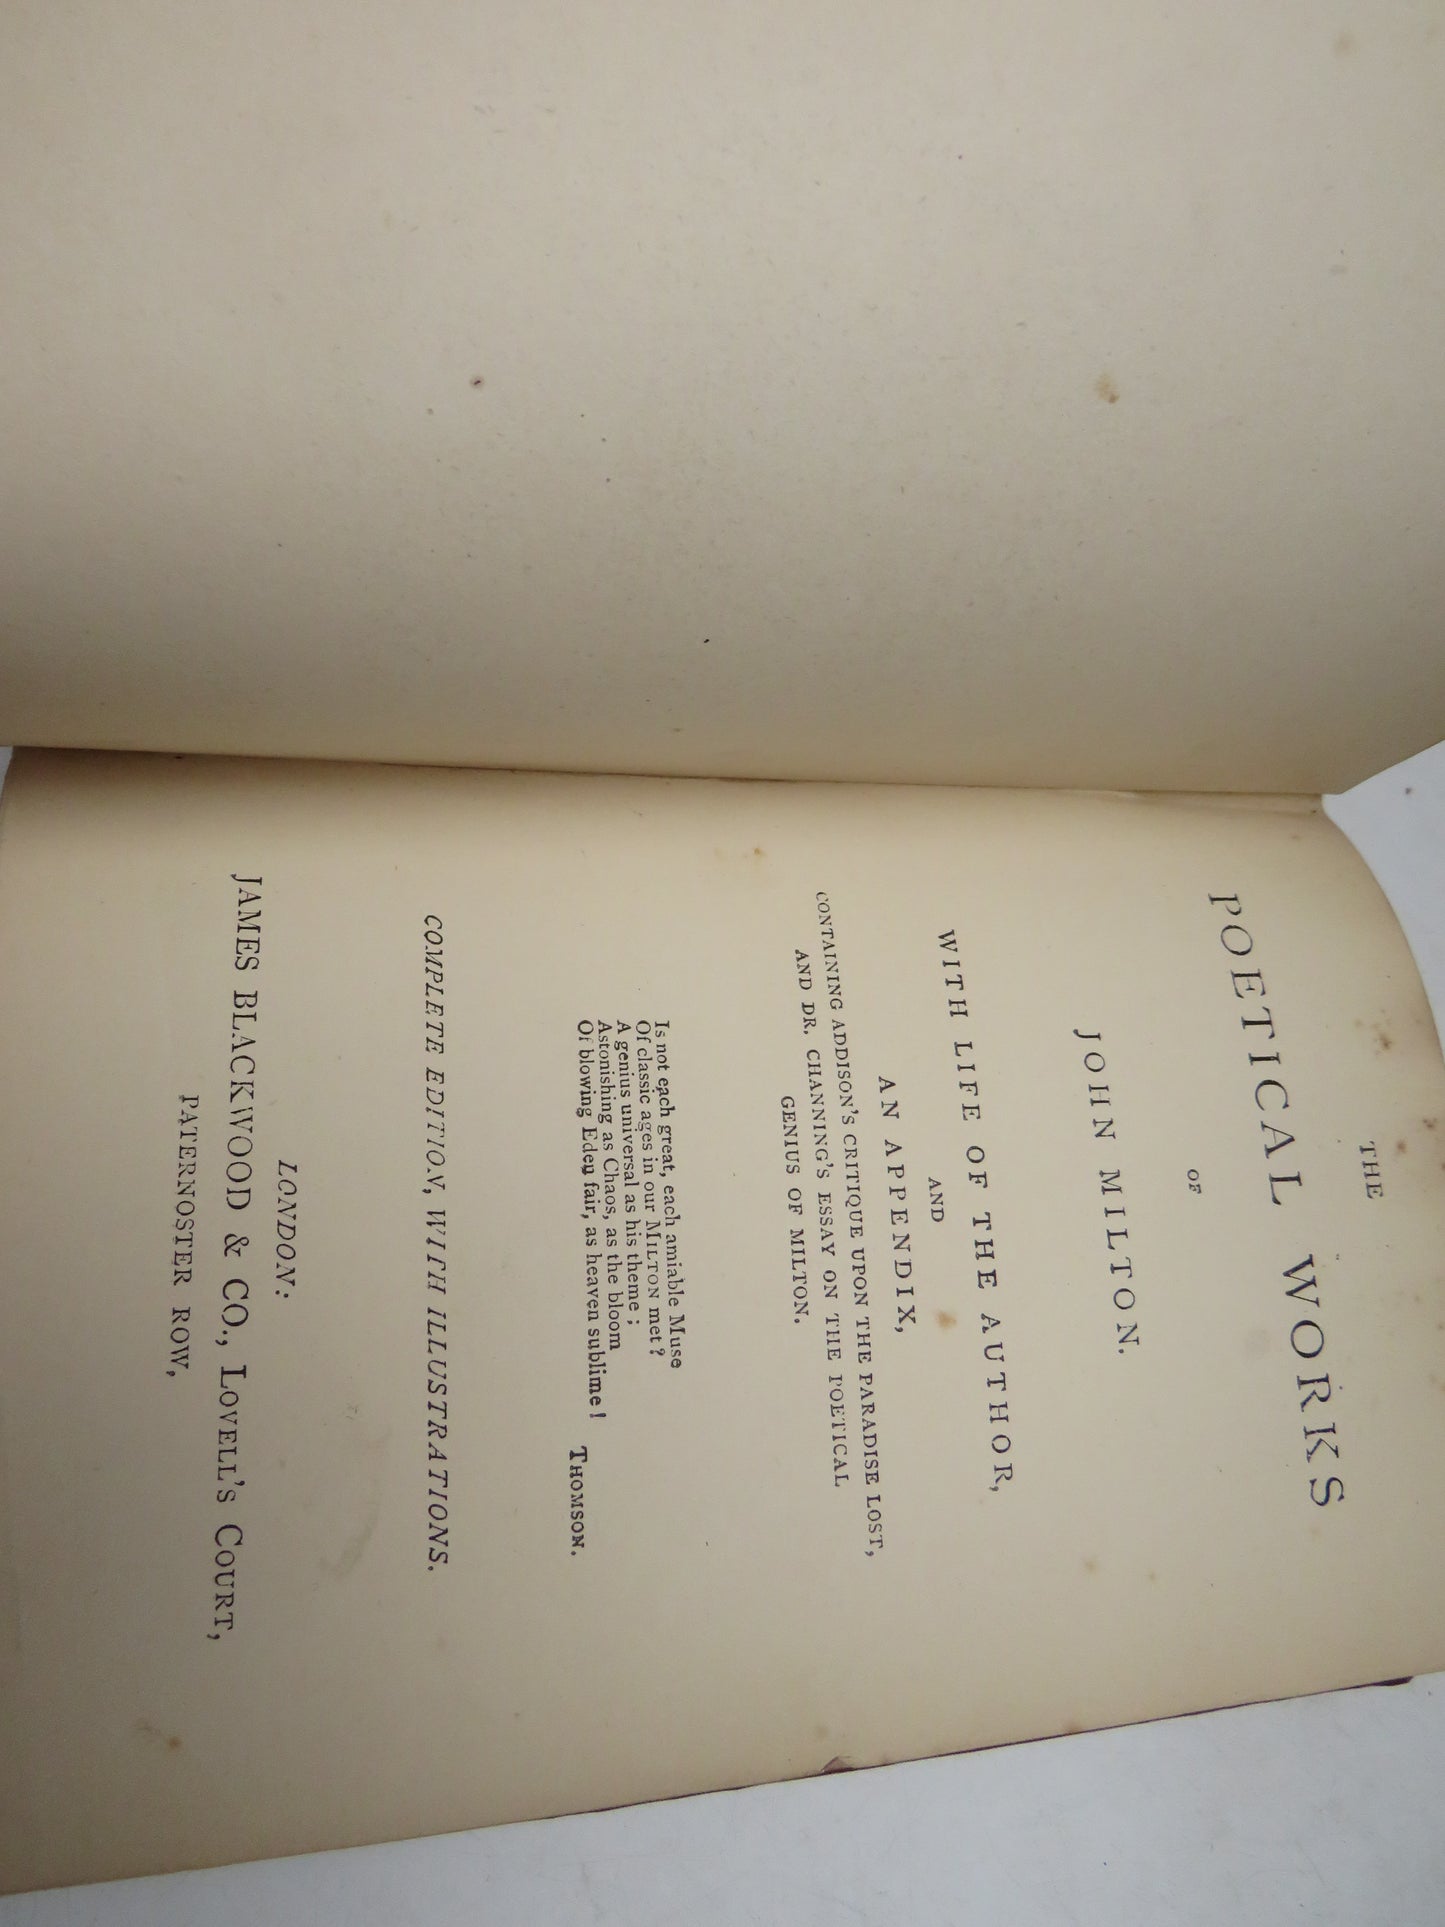 THE
POETICAL WORKS
OF
JOHN MILTON.
WITH LIFE OF THE AUTHOR,
AND
AN APPENDIX,
CONTAINING ADDISON'S CRITIQUE UPON THE PARADISE LOST,
AND DR. CHANNING'S ESSAY ON THE POETICAL
GENIUS OF MILTON.
Is not each great, each amiable Muse
Of classic ages in our MILTON met?
A genius universal as his theme;
Astonishing as Chaos, as the bloom
Of blowing Eden fair, as heaven sublime!
THOMSON.
COMPLETE EDITION, WITH ILLUSTRATIONS.
LONDON:
JAMES BLACKWOOD & CO., LOVELL'S COURT,
PATERNOSTER ROW,